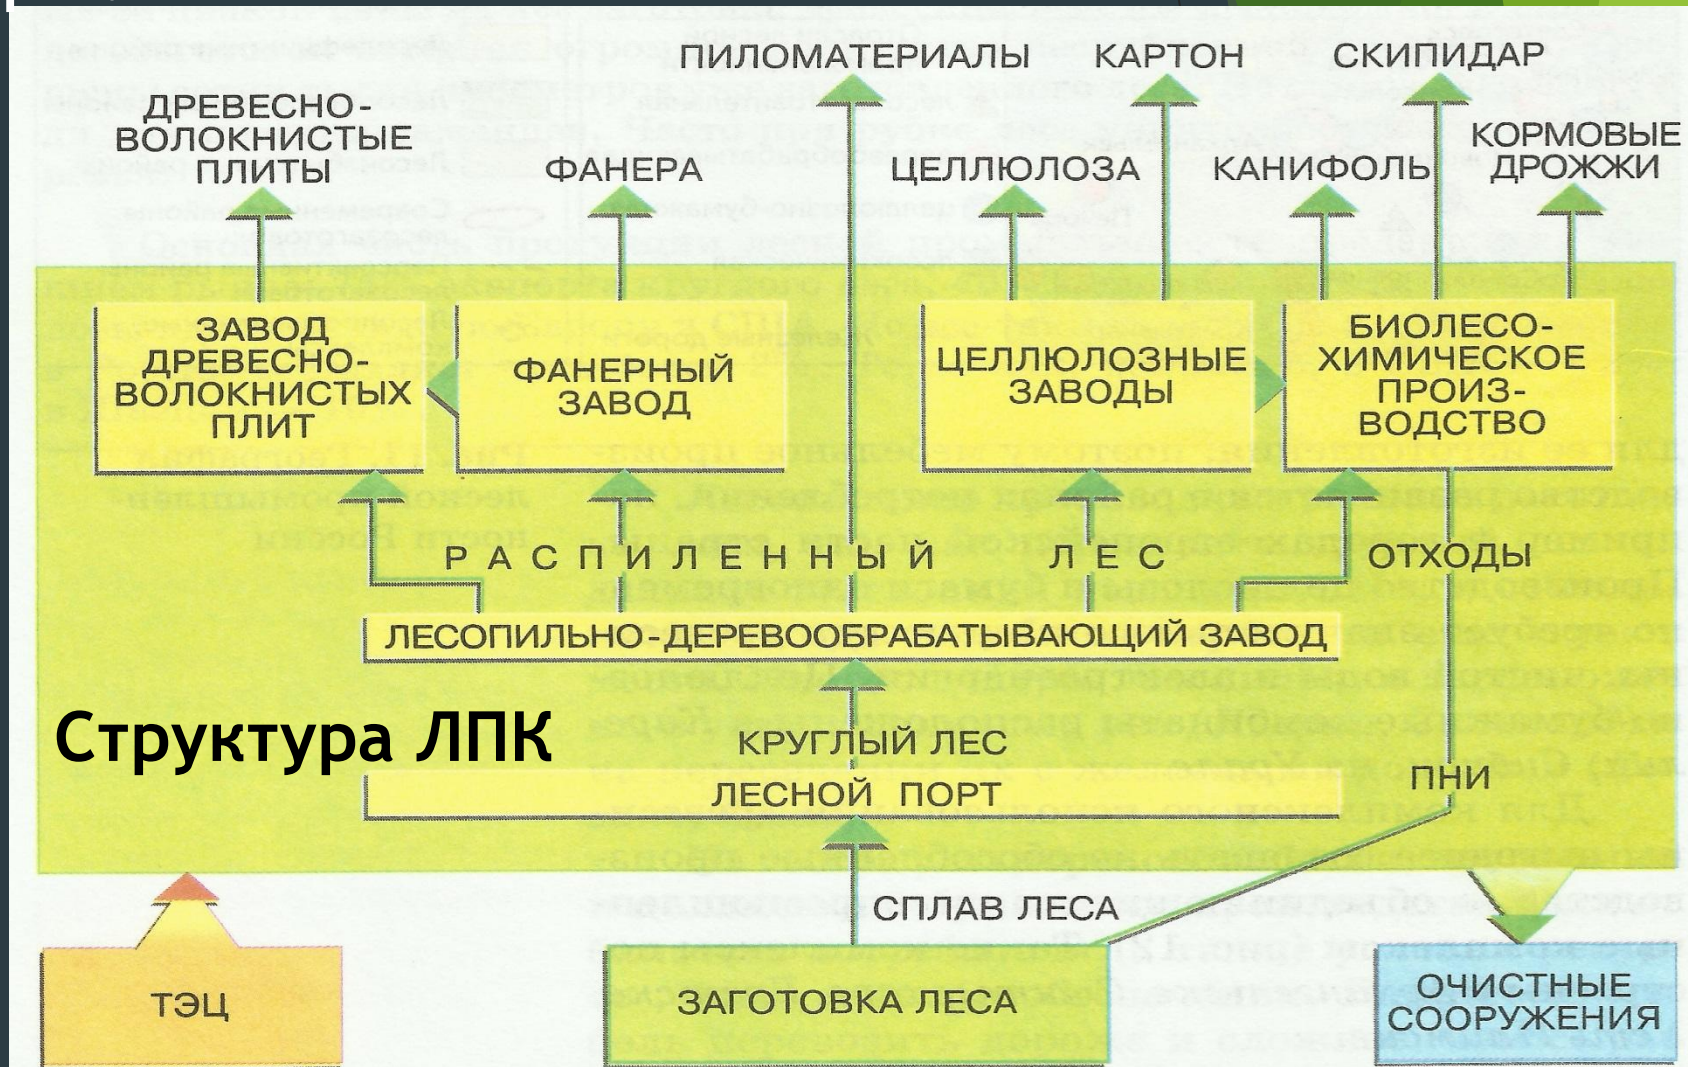 ПИЛОМАТЕРИАЛЫ
КАРТОН
СКИПИДАР
ДРЕВЕСНО-
ВОЛОКНИСТЫЕ
ПЛИТЫ
ФАНЕРА
ЦЕЛЛЮЛОЗА
КАНИФОЛЬ
КОРМОВЫЕ
ДРОЖЖИ
ЗАВОД
ДРЕВЕСНО-
ВОЛОКНИСТЫХ
ПЛИТ
ФАНЕРНЫЙ
ЗАВОД
ЦЕЛЛЮЛОЗНЫЕ
ЗАВОДЫ
БИОЛЕСО-
ХИМИЧЕСКОЕ
ПРОИЗ-
ВОДСТВО
РАСПИЛЕННЫЙ ЛЕС
ОТХОДЫ
ЛЕСОПИЛЬНО-ДЕРЕВООБРАБАТЫВАЮЩИЙ ЗАВОД
Структура ЛПК
КРУГЛЫЙ ЛЕС
ЛЕСНОЙ ПОРТ
ПНИ
СПЛАВ ЛЕСА
ТЭЦ
ЗАГОТОВКА ЛЕСА
ОЧИСТНЫЕ
СООРУЖЕНИЯ